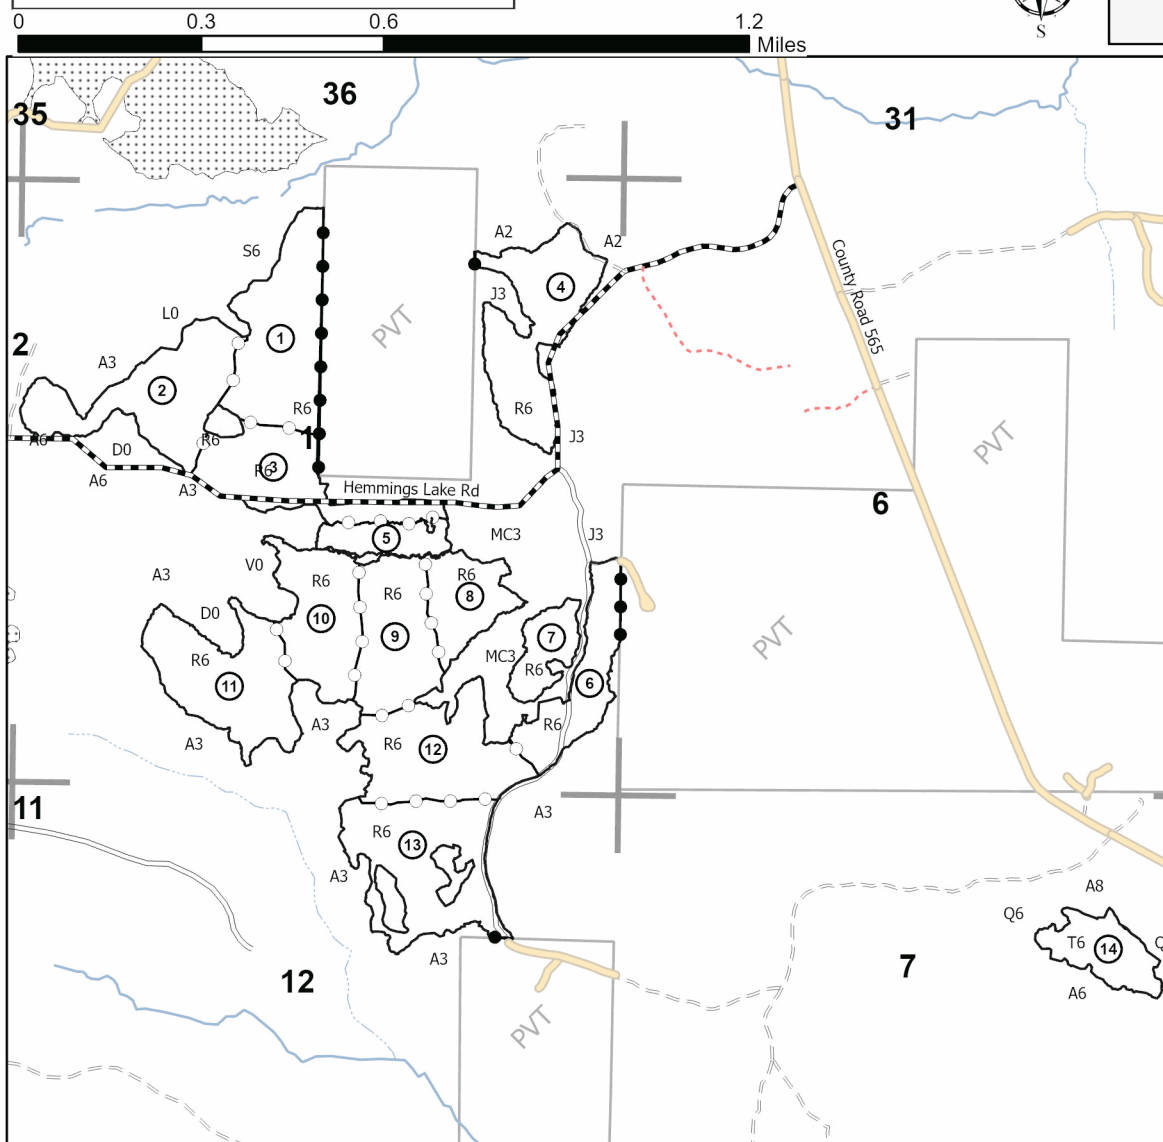 0 0.3 0.6 1.2
Miles
S
36
35
31
A2
A2
S6
4
J3
L0
County Road 565
1
PVT
2
A3
2
R6
R6
A6
R6
1
J3
PVT
D0
R6
3
A6
A3
Hemmings Lake Rd
6
5
MC3
J3
V0
A3
R6
R6
R6
8
D0
10
9
7
PVT
R6
MC3
R6
11
6
A3
R6
A3
R6
12
11
A3
R6
13
A3
A8
Q6
T6
14
Q
A3
7
12
A6
PVT